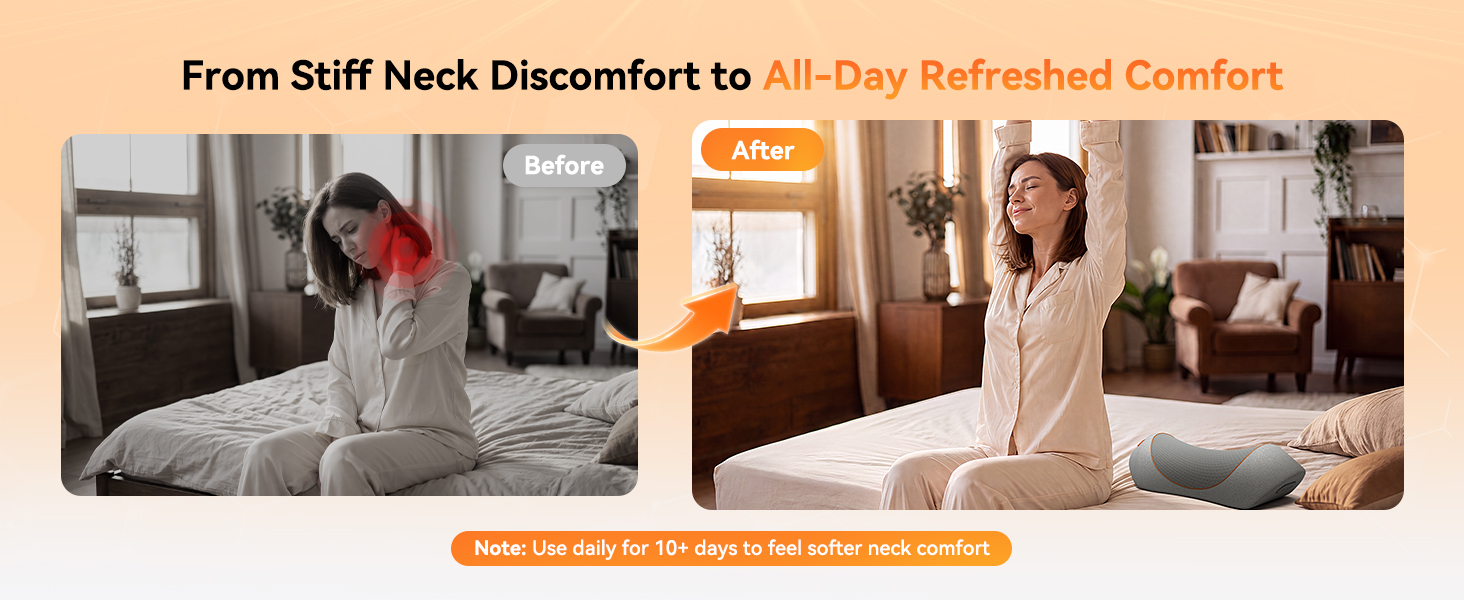 From Stiff Neck Discomfort to All-Day Refreshed Comfort
Before
After
Note: Use daily for 10+ days to feel softer neck comfort